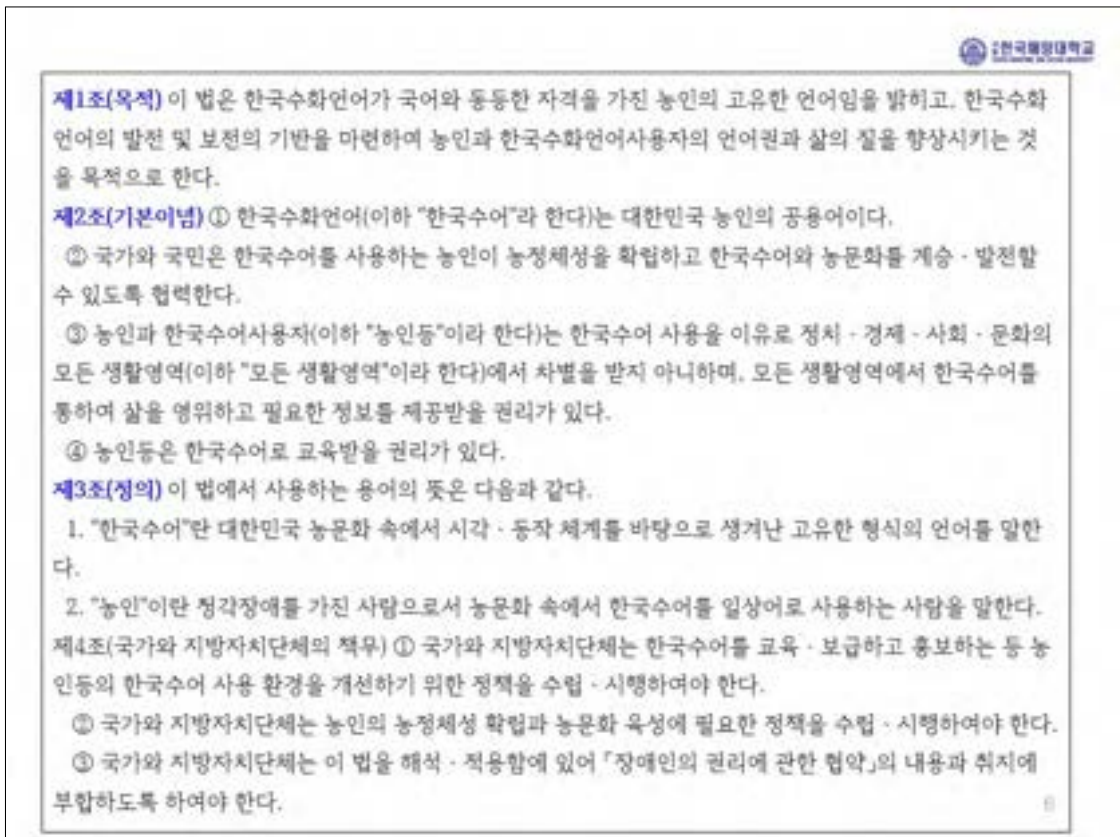 한국해양대학교
제1조(목적) 이 법은 한국수화언어가 국어와 동등한 자격을 가진 농인의 고유한 언어임을 밝히고, 한국수화
언어의 발전 및 보전의 기반을 마련하여 농인과 한국수화언어사용자의 언어권과 삶의 질을 향상시키는 것
을 목적으로 한다.
제2조(기본이념) ① 한국수화언어(이하 "한국수어"라 한다)는 대한민국 농인의 공용어이다.
② 국가와 국민은 한국수어를 사용하는 농인이 농정체성을 확립하고 한국수어와 농문화를 계승ㆍ발전할
수 있도록 협력한다.
③ 농인과 한국수어사용자(이하 "농인등"이라 한다)는 한국수어 사용을 이유로 정치ㆍ경제ㆍ사회ㆍ문화의
모든 생활영역(이하 "모든 생활영역"이라 한다)에서 차별을 받지 아니하며, 모든 생활영역에서 한국수어를
통하여 삶을 영위하고 필요한 정보를 제공받을 권리가 있다.
④ 농인등은 한국수어로 교육받을 권리가 있다.
제3조(정의) 이 법에서 사용하는 용어의 뜻은 다음과 같다.
1. "한국수어"란 대한민국 농문화 속에서 시각ㆍ동작 체계를 바탕으로 생겨난 고유한 형식의 언어를 말한
다.
2. "농인"이란 청각장애를 가진 사람으로서 농문화 속에서 한국수어를 일상어로 사용하는 사람을 말한다.
제4조(국가와 지방자치단체의 책무) ① 국가와 지방자치단체는 한국수어를 교육ㆍ보급하고 홍보하는 등 농
인등의 한국수어 사용 환경을 개선하기 위한 정책을 수립ㆍ시행하여야 한다.
② 국가와 지방자치단체는 농인의 농정체성 확립과 농문화 육성에 필요한 정책을 수립ㆍ시행하여야 한다.
③ 국가와 지방자치단체는 이 법을 해석ㆍ적용함에 있어 「장애인의 권리에 관한 협약」의 내용과 취지에
부합하도록 하여야 한다.
6